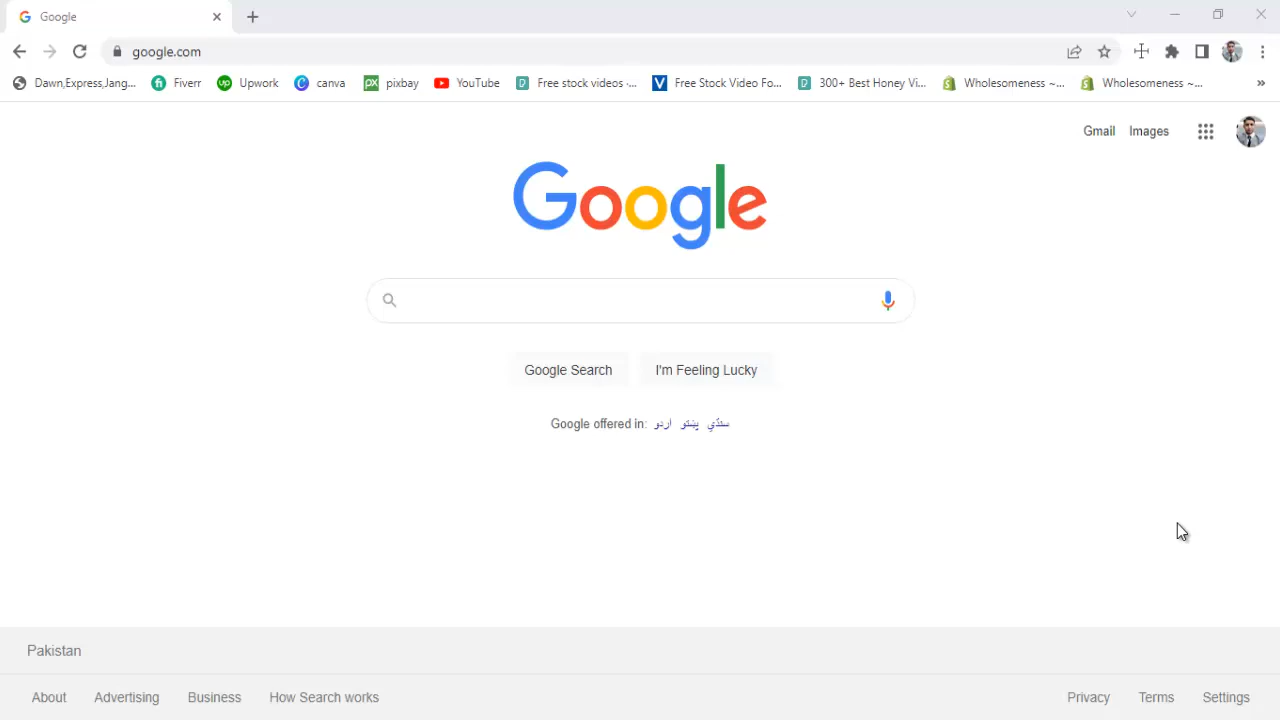 Google
google.com
Dawn,Express,Jang... Fiverr Upwork canva pixbay YouTube Free stock videos -... Free Stock Video Fo... 300+ Best Honey Vi... Wholesomeness ~... Wholesomeness ~... »
Gmail Images
Google
Google Search I'm Feeling Lucky
Google offered in: اردو پښتو سنڌي
Pakistan
About Advertising Business How Search works Privacy Terms Settings